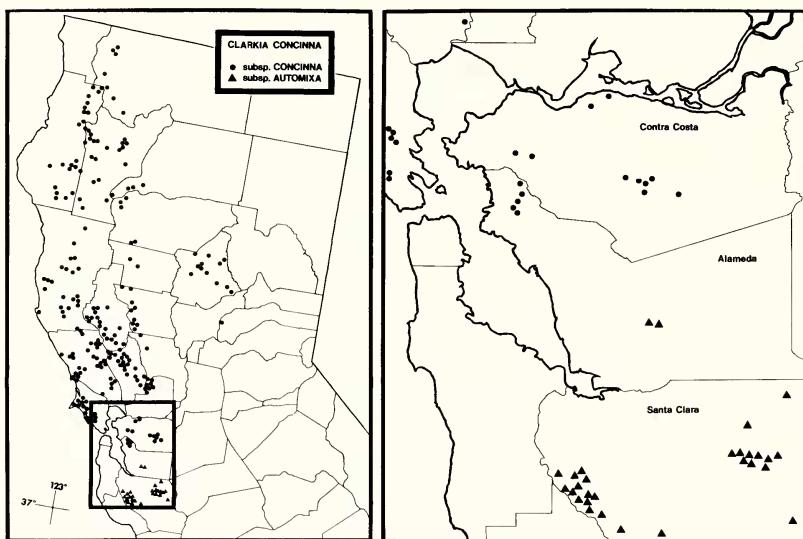 CLARKIA CONCINNA
● subsp. CONCINNA
▲ subsp. AUTOMIXA
123°
37°
Contra Costa
Alameda
Santa Clara